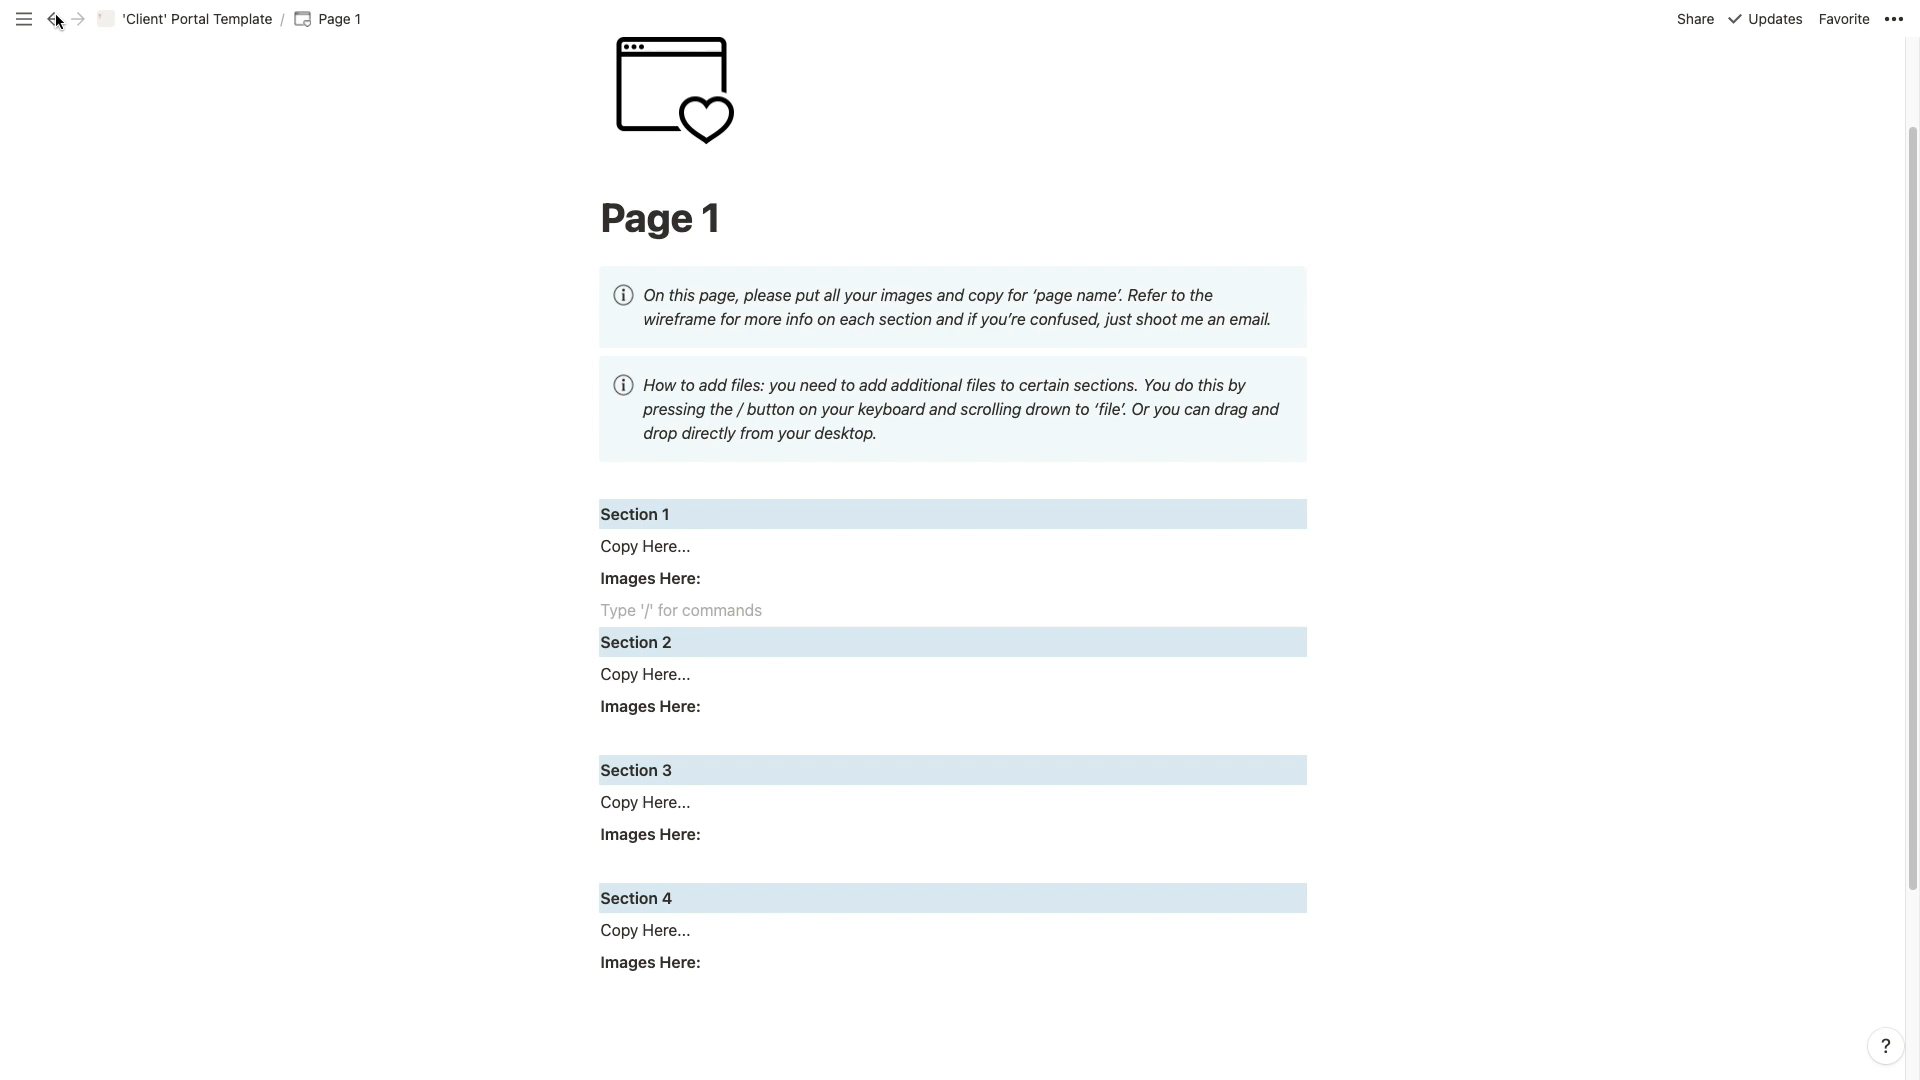 'Client' Portal Template / Page 1
Share Updates Favorite
Page 1
On this page, please put all your images and copy for ‘page name’. Refer to the
wireframe for more info on each section and if you’re confused, just shoot me an email.
How to add files: you need to add additional files to certain sections. You do this by
pressing the / button on your keyboard and scrolling drown to ‘file’. Or you can drag and
drop directly from your desktop.
Section 1
Copy Here...
Images Here:
Type '/' for commands
Section 2
Copy Here...
Images Here:
Section 3
Copy Here...
Images Here:
Section 4
Copy Here...
Images Here:
?